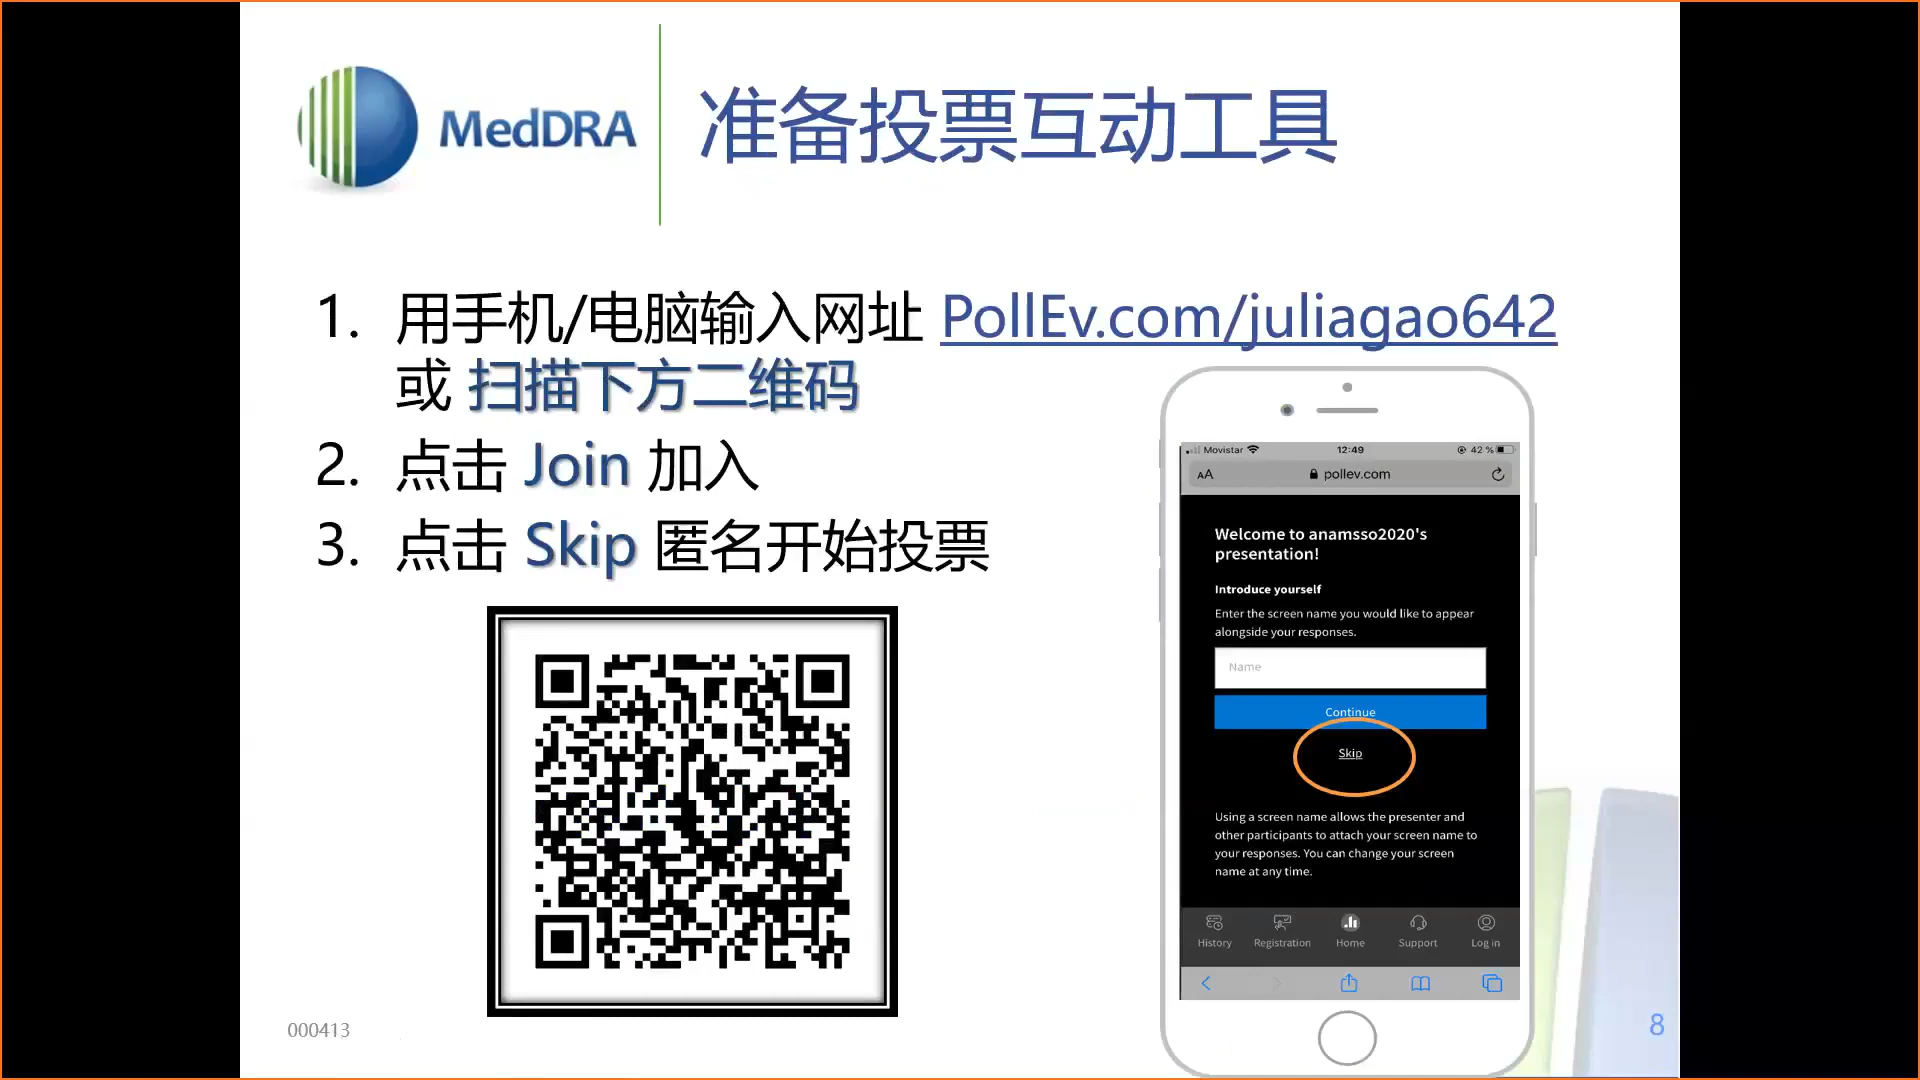 MedDRA
准备投票互动工具
1. 用手机/电脑输入网址 PollEv.com/juliagao642
或 扫描下方二维码
2. 点击 Join 加入
3. 点击 Skip 匿名开始投票
Movistar 12:49 42 %
AA pollev.com
Welcome to anamsso2020's
presentation!
Introduce yourself
Enter the screen name you would like to appear
alongside your responses.
Name
Continue
Skip
Using a screen name allows the presenter and
other participants to attach your screen name to
your responses. You can change your screen
name at any time.
History Registration Home Support Log in
000413
8